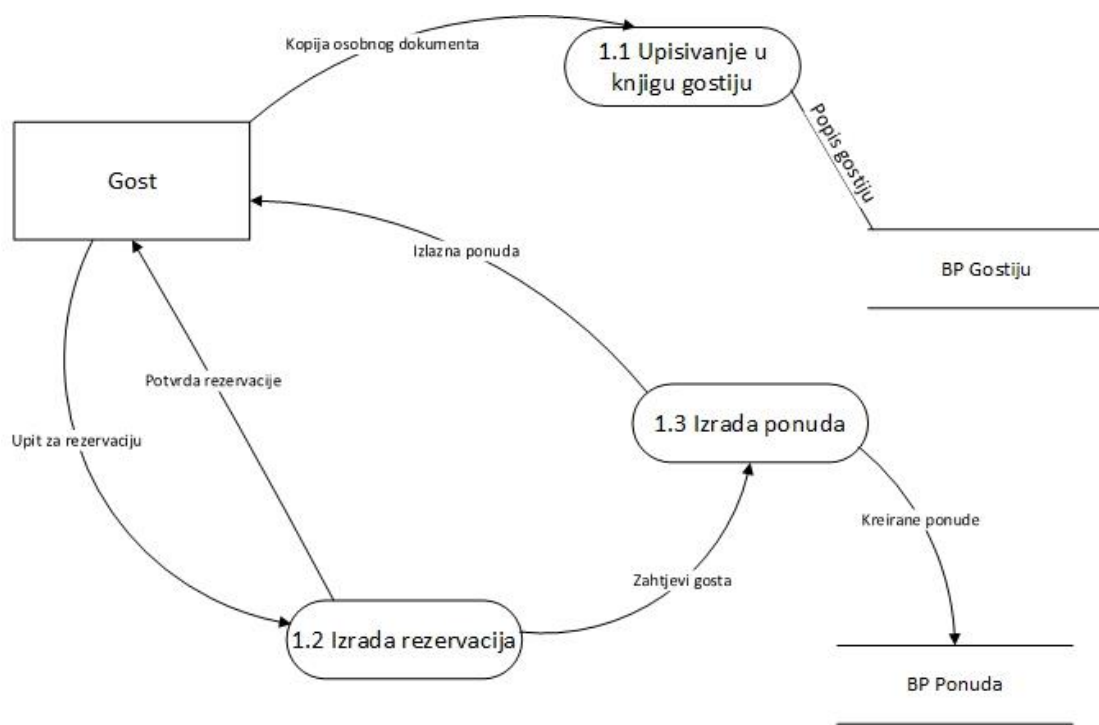 Kopija osobnog dokumenta
1.1 Upisivanje u
knjigu gostiju
Popis gostiju
Gost
Izlazna ponuda
BP Gostiju
Potvrda rezervacije
Upit za rezervaciju
1.3 Izrada ponuda
Kreirane ponude
Zahtjevi gosta
1.2 Izrada rezervacija
BP Ponuda